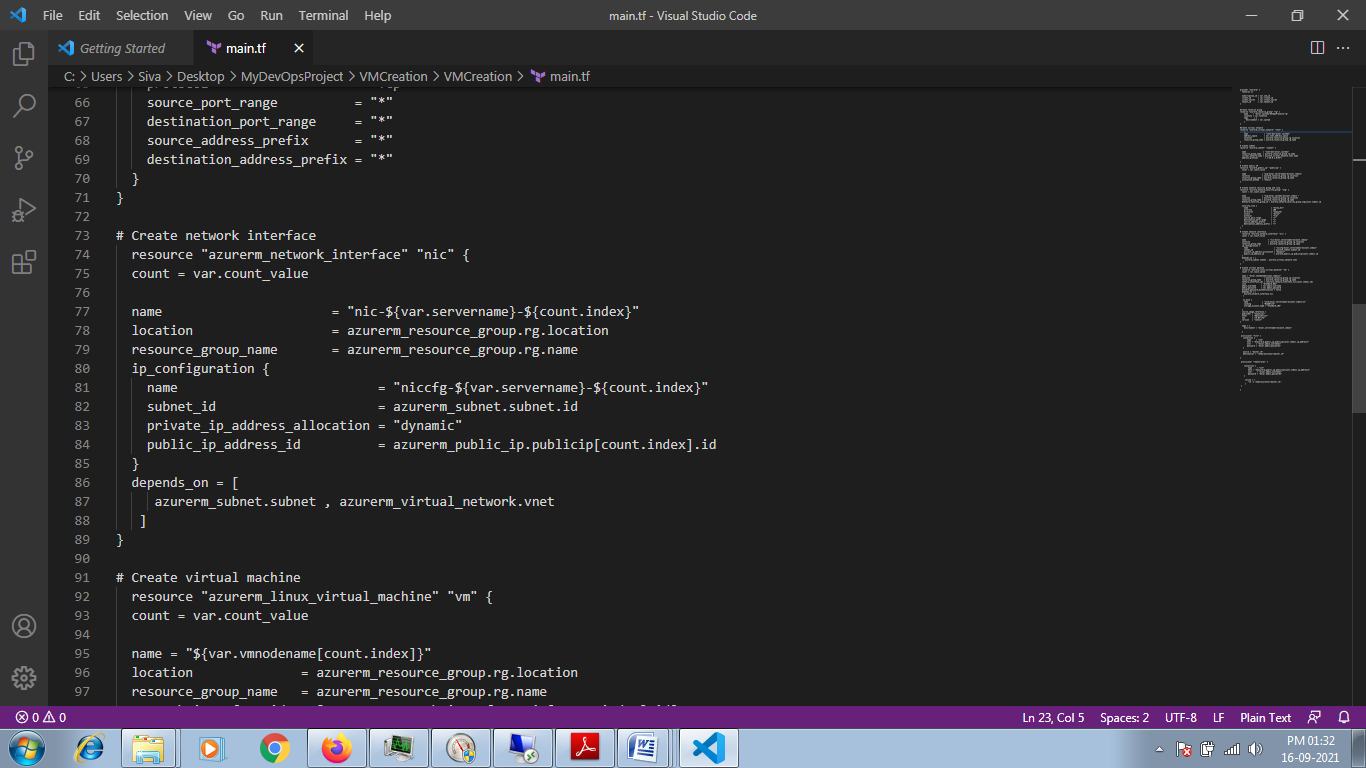 File Edit Selection View Go Run Terminal Help main.tf - Visual Studio Code
Getting Started main.tf
C: > Users > Siva > Desktop > MyDevOpsProject > VMCreation > VMCreation > main.tf
66 source_port_range = "*"
67 destination_port_range = "*"
68 source_address_prefix = "*"
69 destination_address_prefix = "*"
70 }
71 }
72
73 # Create network interface
74 resource "azurerm_network_interface" "nic" {
75 count = var.count_value
76
77 name = "nic-${var.servername}-${count.index}"
78 location = azurerm_resource_group.rg.location
79 resource_group_name = azurerm_resource_group.rg.name
80 ip_configuration {
81 name = "niccfg-${var.servername}-${count.index}"
82 subnet_id = azurerm_subnet.subnet.id
83 private_ip_address_allocation = "dynamic"
84 public_ip_address_id = azurerm_public_ip.publicip[count.index].id
85 }
86 depends_on = [
87 azurerm_subnet.subnet , azurerm_virtual_network.vnet
88 ]
89 }
90
91 # Create virtual machine
92 resource "azurerm_linux_virtual_machine" "vm" {
93 count = var.count_value
94
95 name = "${var.vmnodename[count.index]}"
96 location = azurerm_resource_group.rg.location
97 resource_group_name = azurerm_resource_group.rg.name
0 0 Ln 23, Col 5 Spaces: 2 UTF-8 LF Plain Text
PM 01:32
16-09-2021